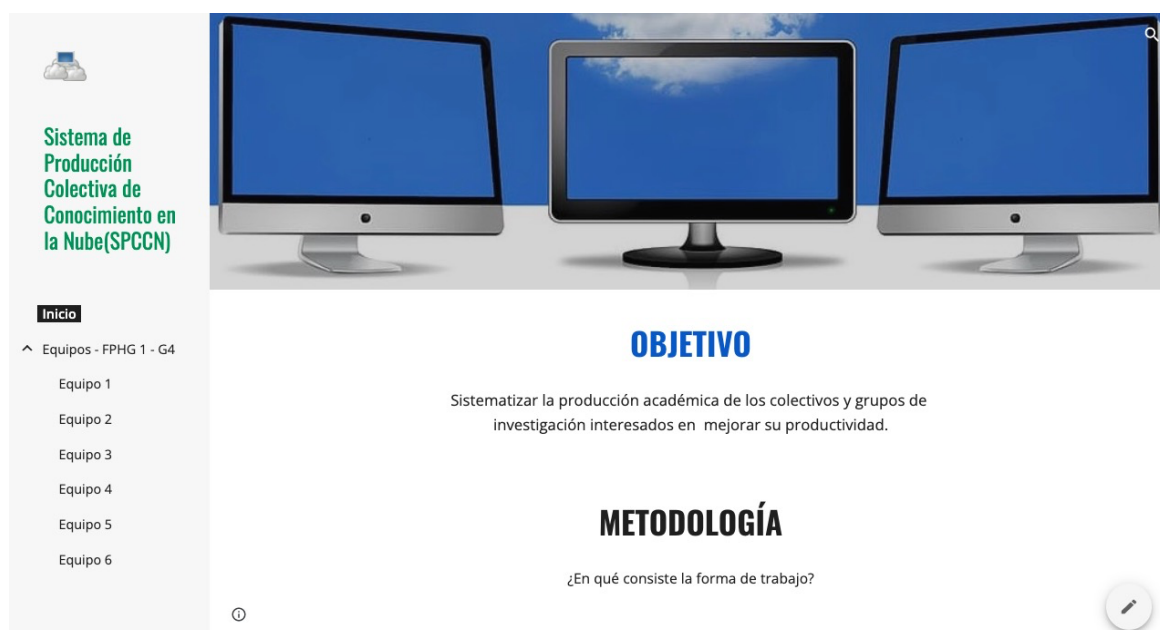 Sistema de
Producción
Colectiva de
Conocimiento en
la Nube(SPCCN)
Inicio
Equipos - FPHG 1 - G4
Equipo 1
Equipo 2
Equipo 3
Equipo 4
Equipo 5
Equipo 6
OBJETIVO
Sistematizar la producción académica de los colectivos y grupos de
investigación interesados en mejorar su productividad.
METODOLOGÍA
¿En qué consiste la forma de trabajo?